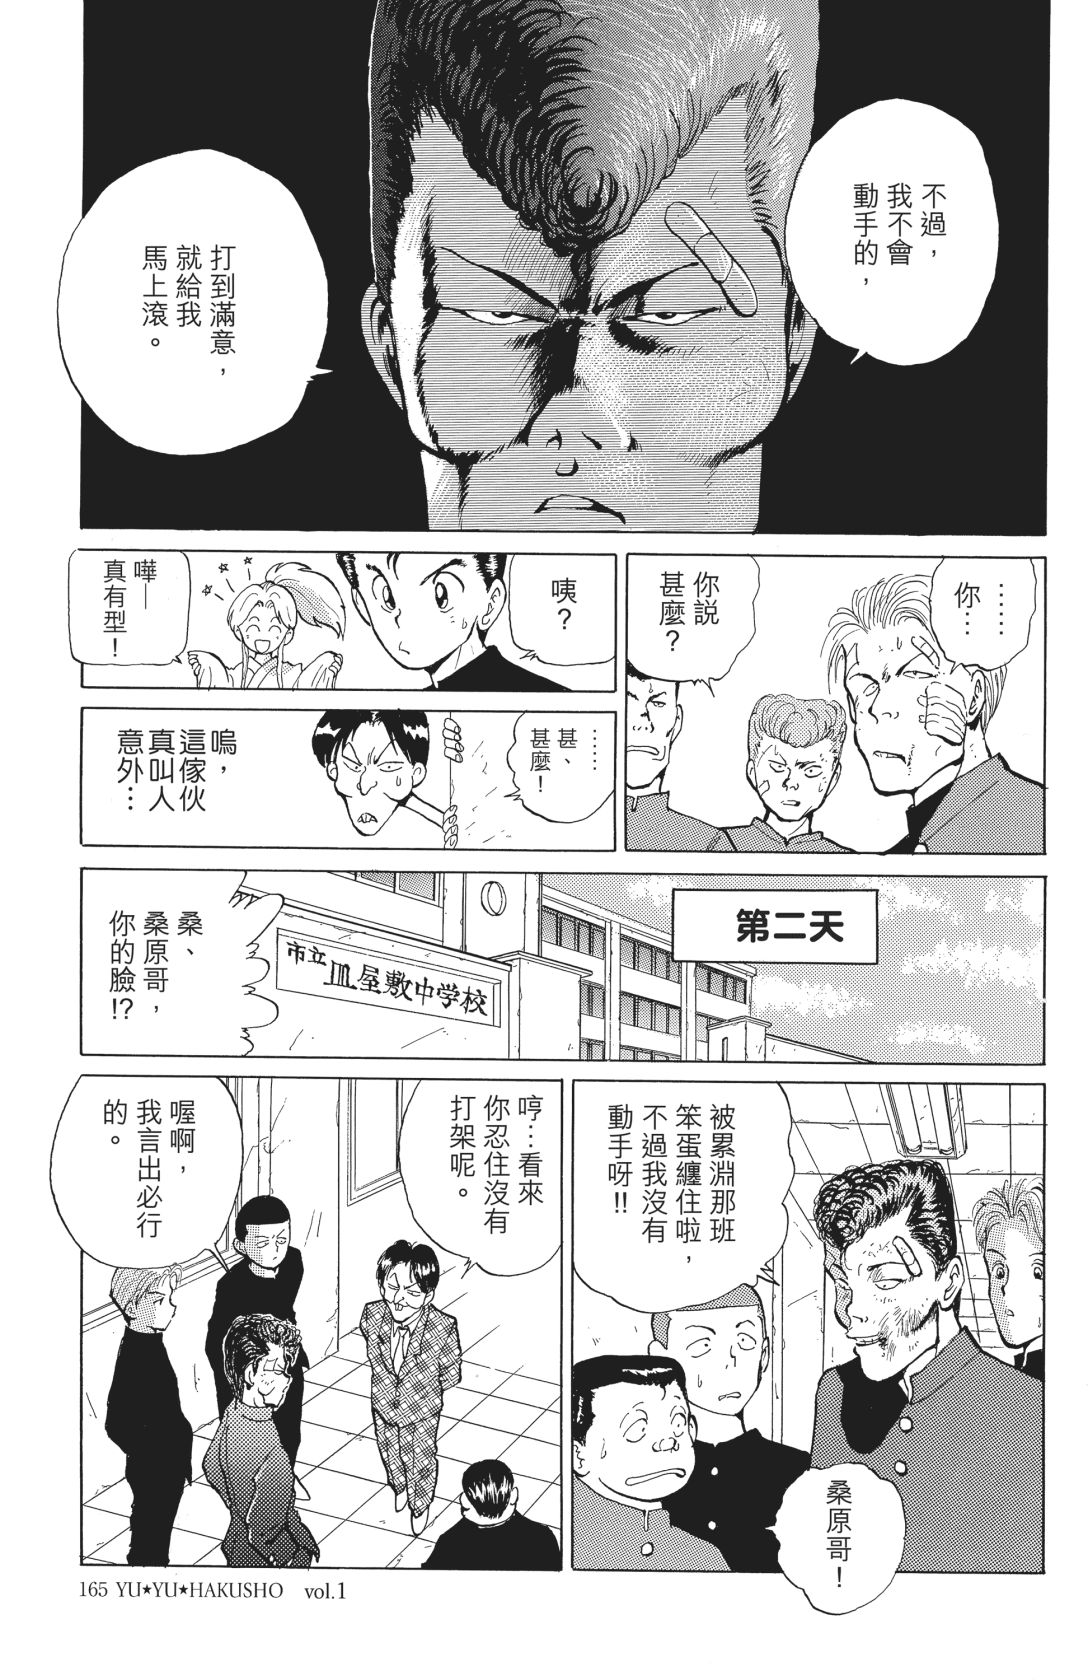 不過，
我不會
動手的，
打到滿意，
就給我
馬上滾。
……
你…
你說
甚麼？
咦？
嘩—
真有型！
……
甚、
甚麼！
嗚，
這傢伙
真叫人
意外…
第二天
市立皿屋敷中学校
桑、
桑原哥，
你的臉!?
被累淵那班
笨蛋纏住啦，
不過我沒有
動手呀!!
桑原哥！
哼…看來
你忍住沒有
打架呢。
喔啊，
我言出必行
的。
165 YU★YU★HAKUSHO vol.1